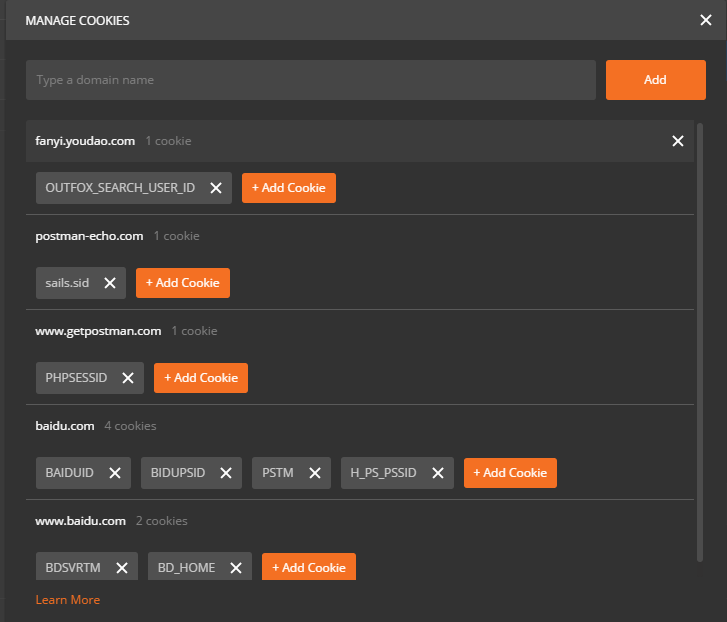 MANAGE COOKIES
Type a domain name
Add
fanyi.youdao.com 1 cookie
OUTFOX_SEARCH_USER_ID + Add Cookie
postman-echo.com 1 cookie
sails.sid + Add Cookie
www.getpostman.com 1 cookie
PHPSESSID + Add Cookie
baidu.com 4 cookies
BAIDUID BIDUPSID PSTM H_PS_PSSID + Add Cookie
www.baidu.com 2 cookies
BDSVRTM BD_HOME + Add Cookie
Learn More